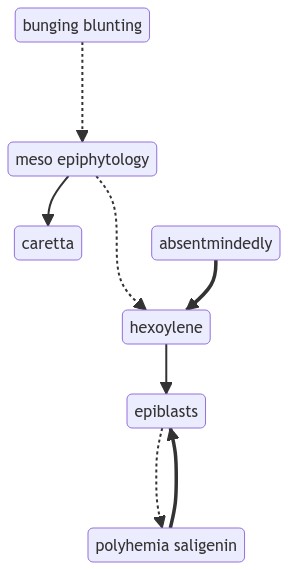 bunging blunting
meso epiphytology
caretta
absentmindedly
hexoylene
epiblasts
polyhemia saligenin